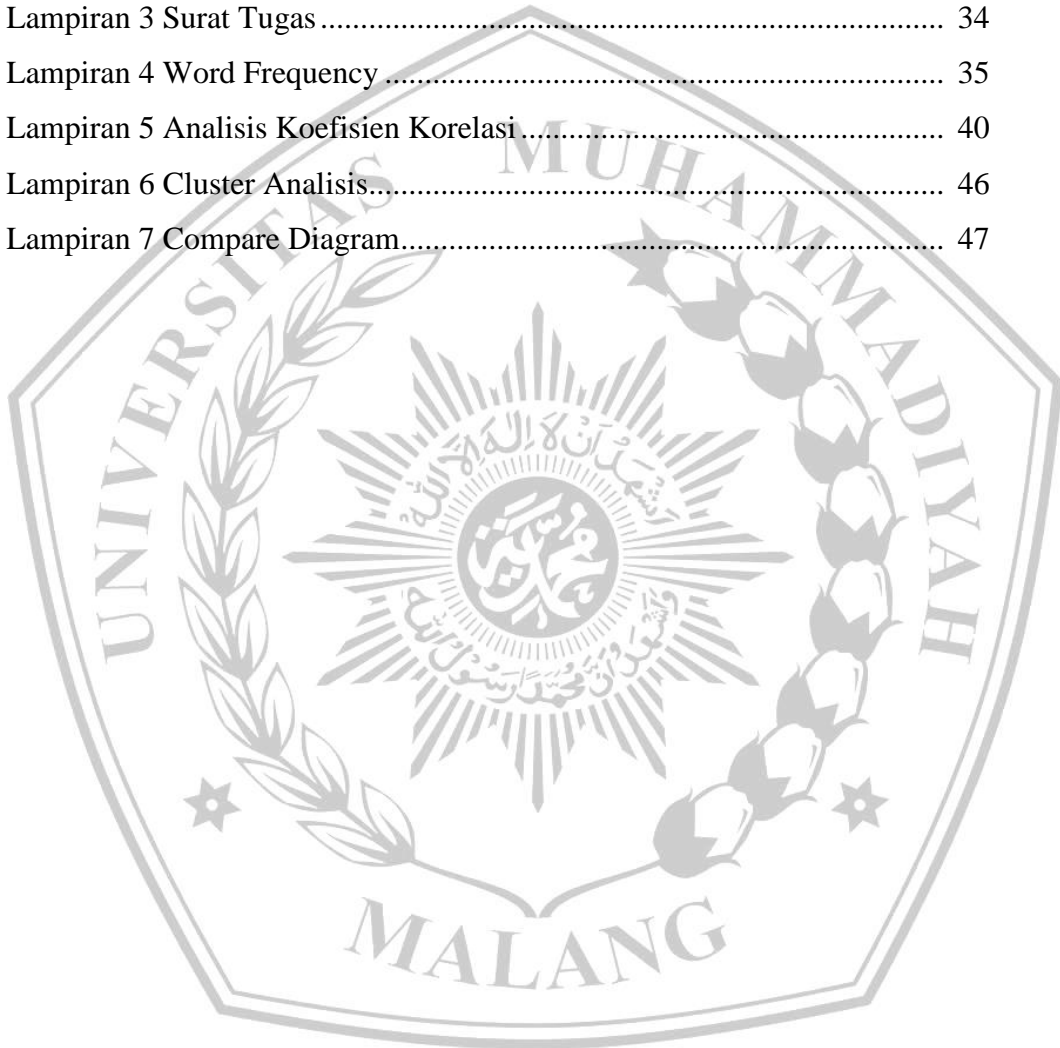 Lampiran 3 Surat Tugas ........................................................................... 34
Lampiran 4 Word Frequency ................................................................... 35
Lampiran 5 Analisis Koefisien Korelasi ................................................... 40
Lampiran 6 Cluster Analisis..................................................................... 46
Lampiran 7 Compare Diagram................................................................. 47
UNIVERSITAS MUHAMMADIYAH
MALANG